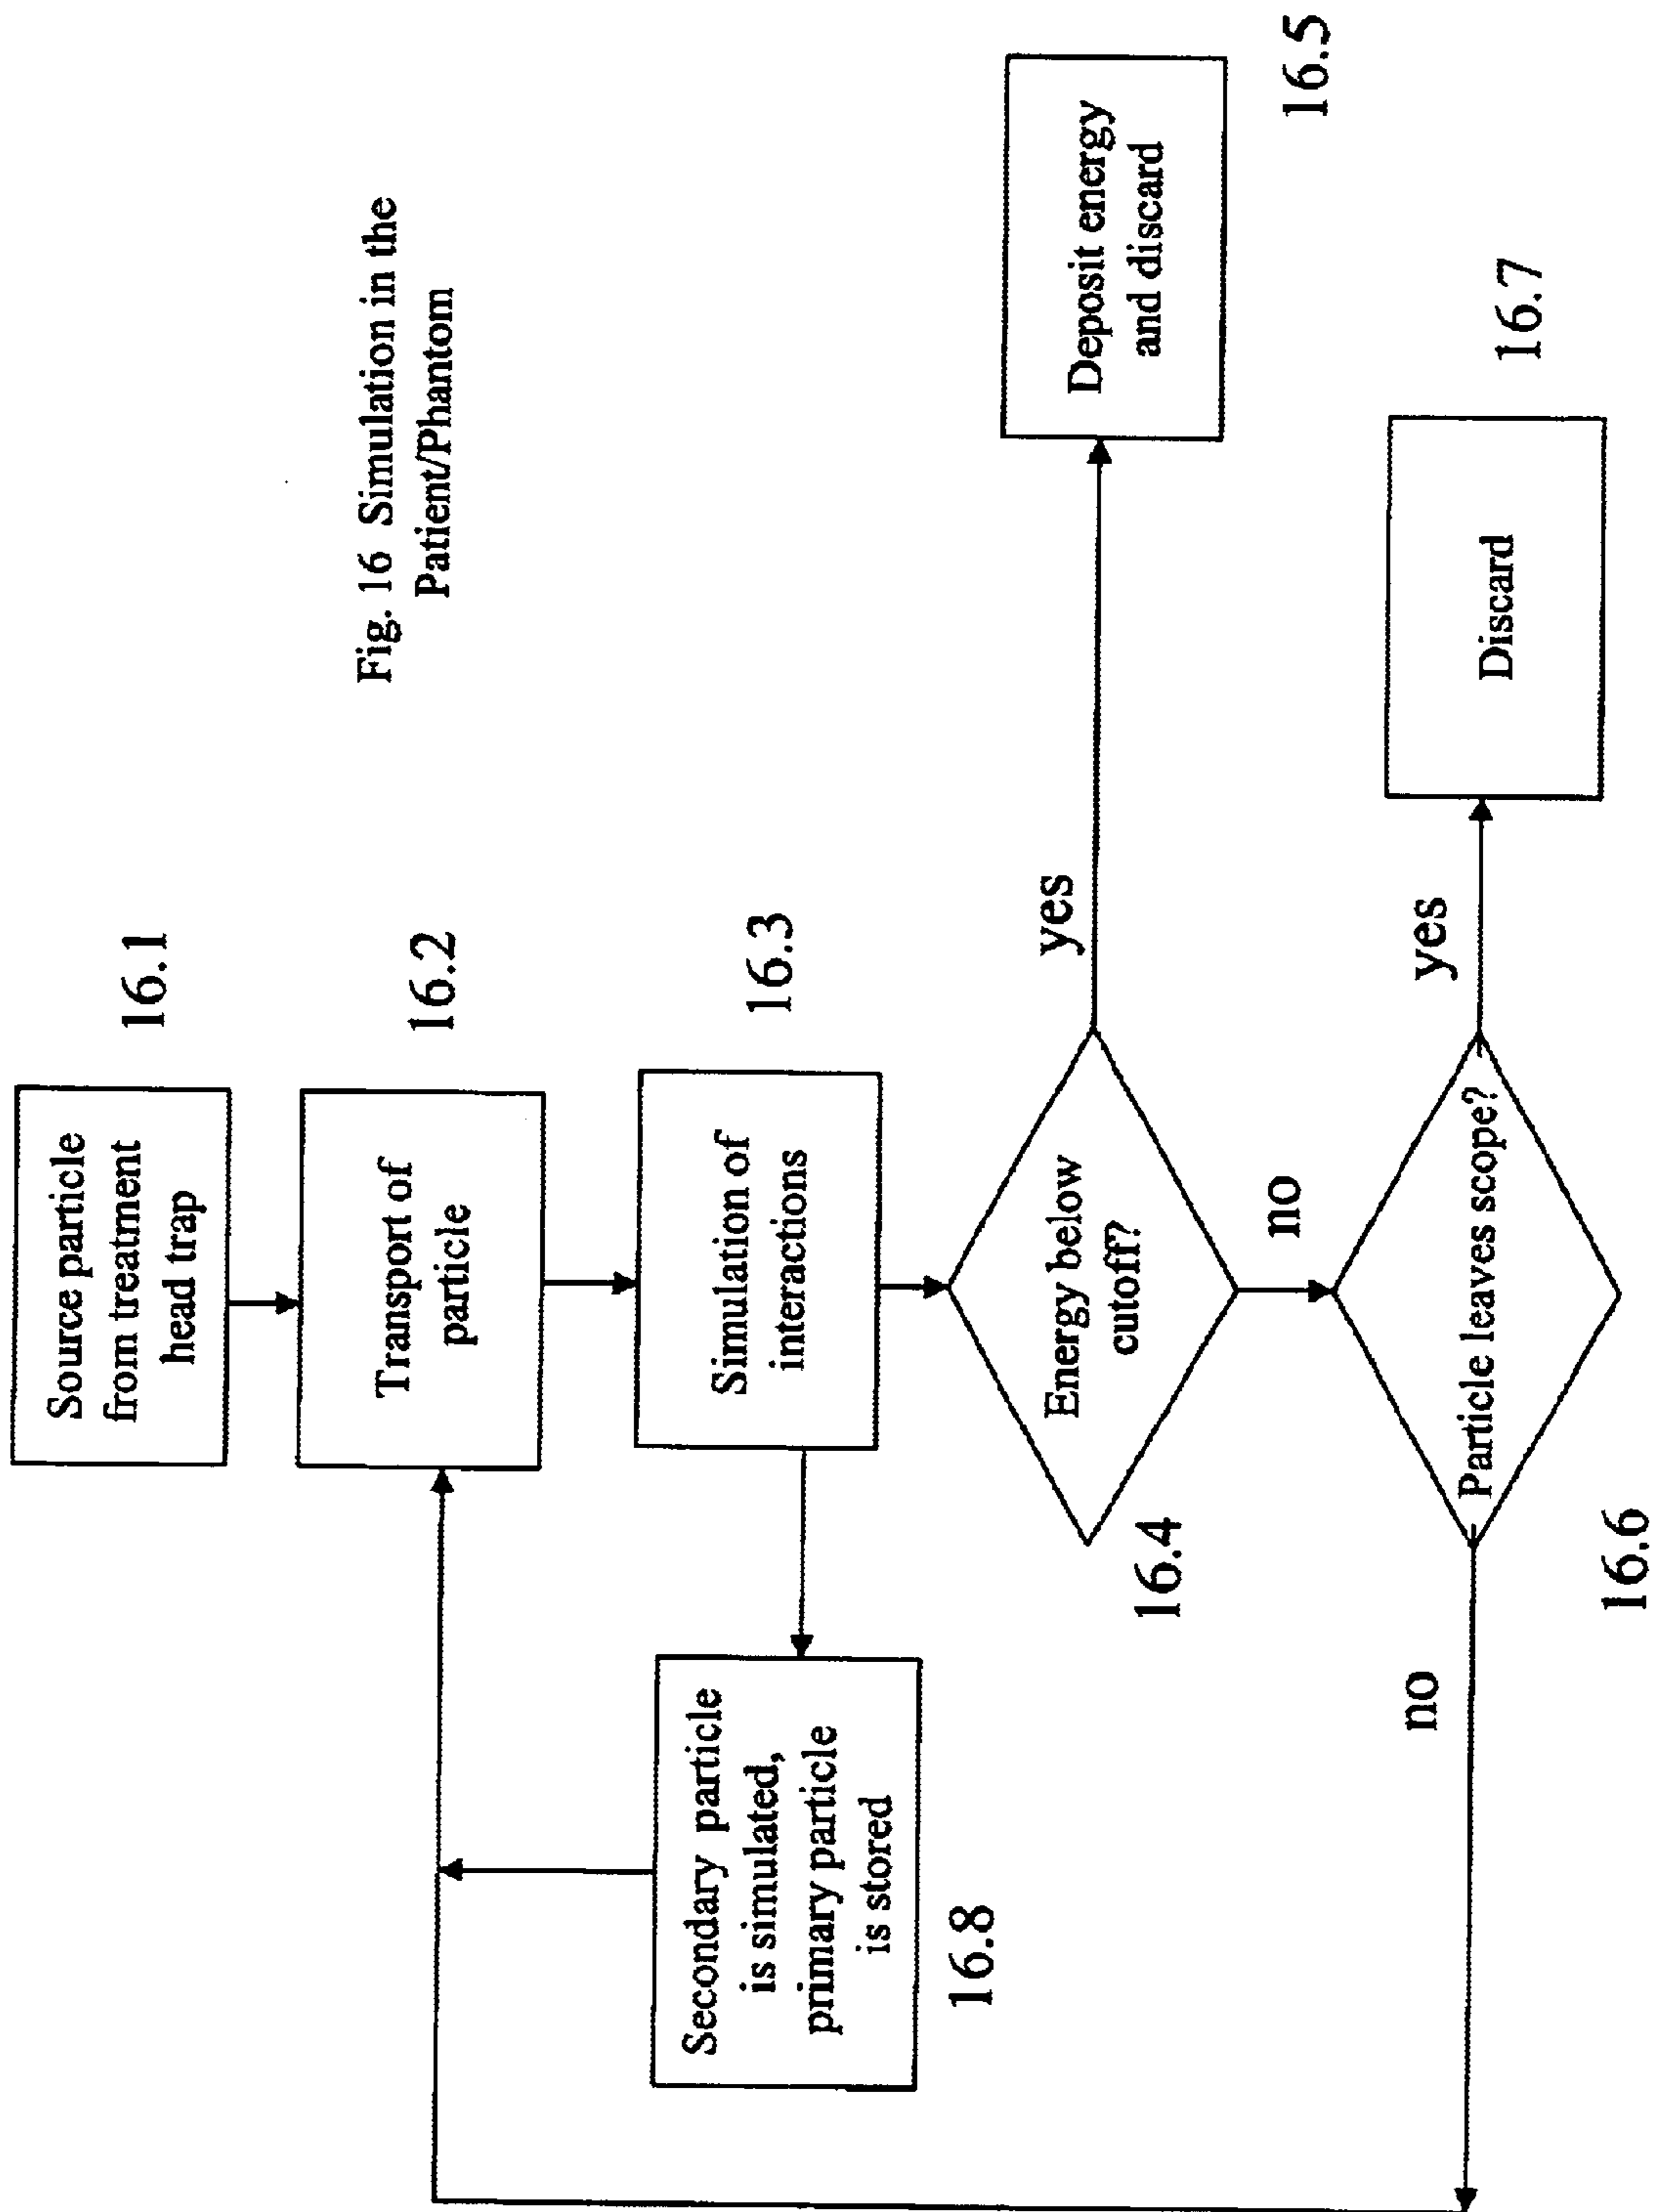 Fig. 16 Simulation in the
Patient/Phantom
Source particle
from treatment
head trap
16.1
Transport of
particle
16.2
Simulation of
interactions
16.3
Secondary particle
is simulated,
primary particle
is stored
16.8
Energy below
cutoff?
16.4
yes
Deposit energy
and discard
16.5
no
Particle leaves scope?
16.6
yes
Discard
16.7
no